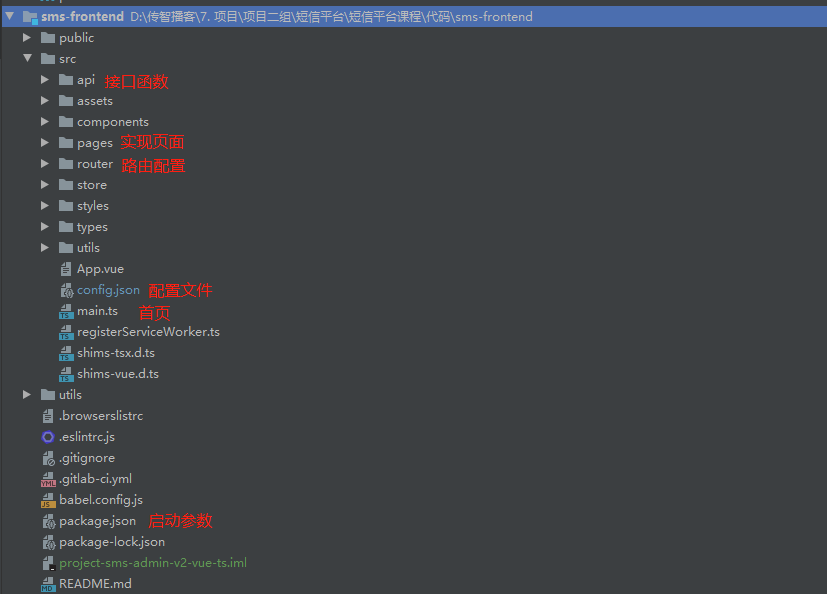 sms-frontend D:\传智播客\7. 项目\项目二组\短信平台\短信平台课程\代码\sms-frontend
public
src
api 接口函数
assets
components
pages 实现页面
router 路由配置
store
styles
types
utils
App.vue
config.json 配置文件
main.ts 首页
registerServiceWorker.ts
shims-tsx.d.ts
shims-vue.d.ts
utils
.browserslistrc
.eslintrc.js
.gitignore
.gitlab-ci.yml
babel.config.js
package.json 启动参数
package-lock.json
project-sms-admin-v2-vue-ts.iml
README.md